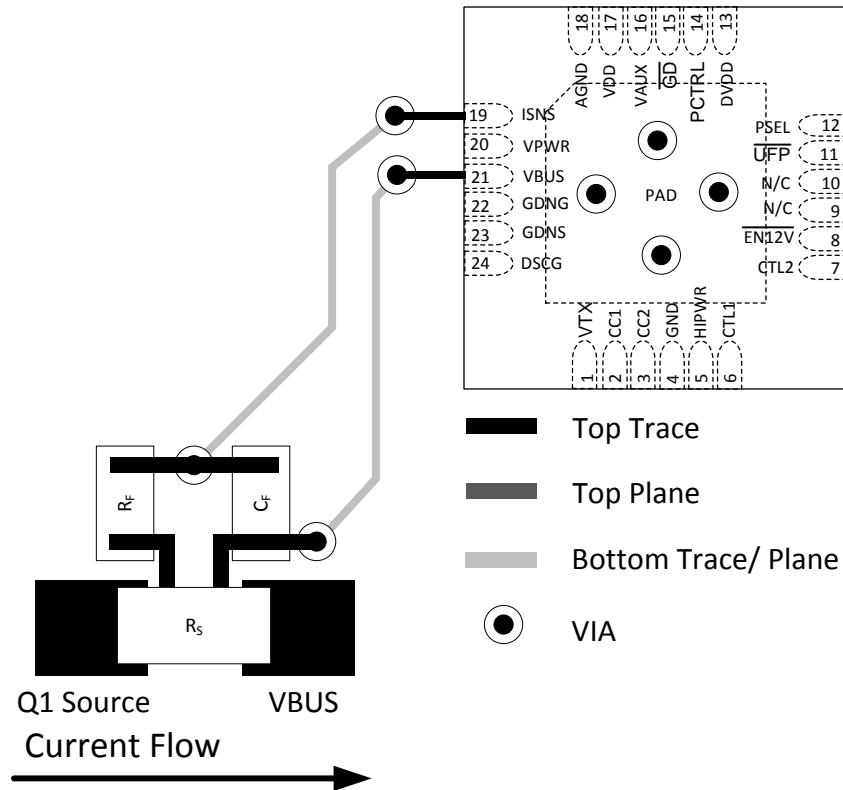 18 17 16 15 14 13
AGND VDD VAUX GD PCTRL DVDD
19 ISNS
20 VPWR
21 VBUS
22 GDNG
23 GDNS
24 DSCG
PAD
PSEL 12
UFP 11
N/C 10
N/C 9
EN12V 8
CTL2 7
VTX CC1 CC2 GND HIPWR CTL1
1 2 3 4 5 6
Top Trace
Top Plane
Bottom Trace/ Plane
VIA
RF CF
RS
Q1 Source VBUS
Current Flow